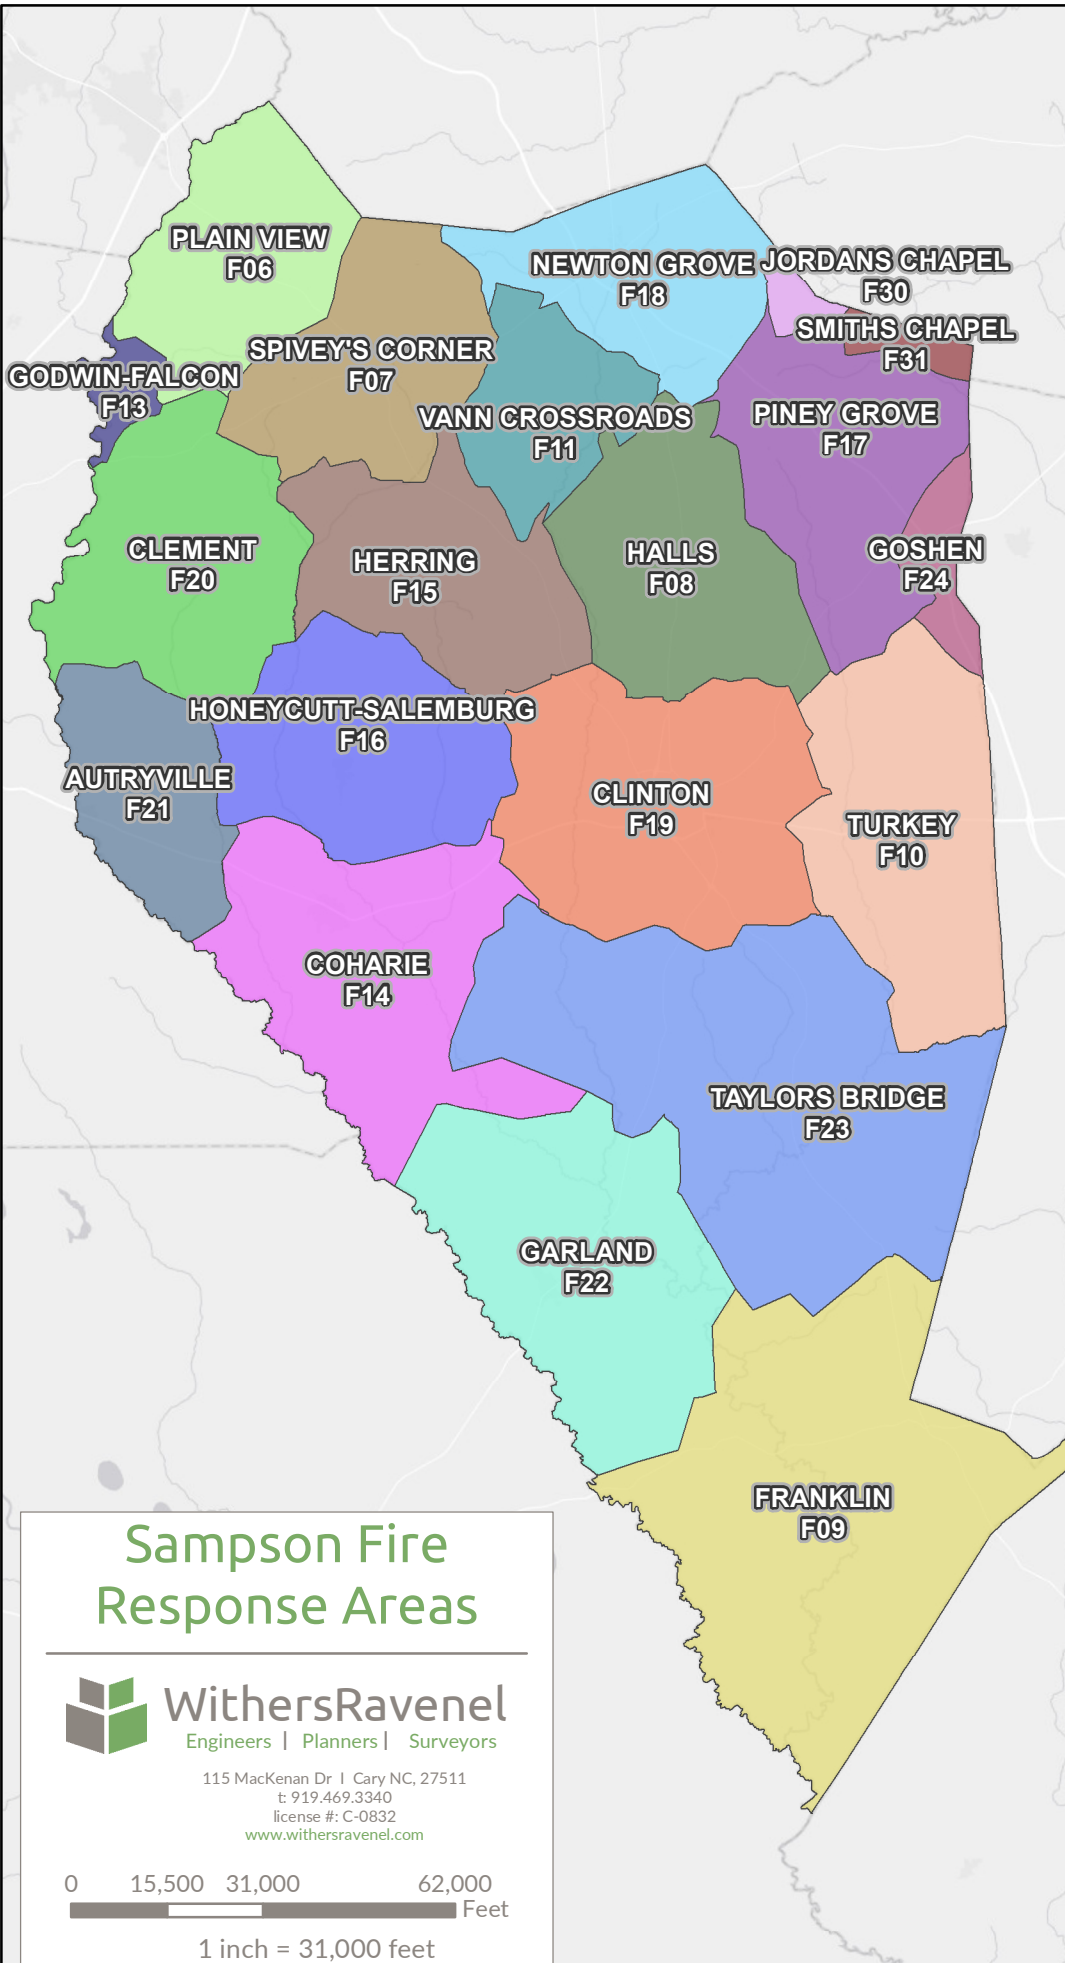 PLAIN VIEW
F06
NEWTON GROVE
F18
JORDANS CHAPEL
F30
SMITHS CHAPEL
F31
SPIVEY'S CORNER
F07
GODWIN-FALCON
F13
VANN CROSSROADS
F11
PINEY GROVE
F17
CLEMENT
F20
HERRING
F15
HALLS
F08
GOSHEN
F24
HONEYCUTT-SALEMBURG
F16
AUTRYVILLE
F21
CLINTON
F19
TURKEY
F10
COHARIE
F14
TAYLORS BRIDGE
F23
GARLAND
F22
FRANKLIN
F09
Sampson Fire
Response Areas
WithersRavenel
Engineers | Planners | Surveyors
115 MacKenan Dr I Cary NC, 27511
t: 919.469.3340
license #: C-0832
www.withersravenel.com
0 15,500 31,000 62,000
Feet
1 inch = 31,000 feet